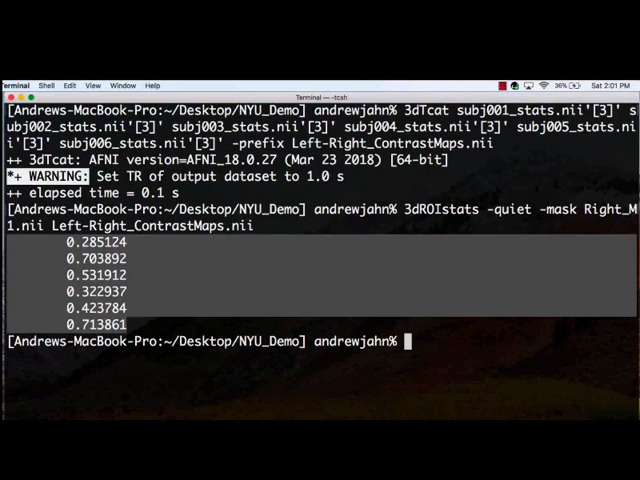 Terminal Shell Edit View Window Help 36% Sat 2:01 PM
Terminal — -tcsh
[Andrews-MacBook-Pro:~/Desktop/NYU_Demo] andrewjahn% 3dTcat subj001_stats.nii'[3]' s
ubj002_stats.nii'[3]' subj003_stats.nii'[3]' subj004_stats.nii'[3]' subj005_stats.n
i'[3]' subj006_stats.nii'[3]' -prefix Left-Right_ContrastMaps.nii
++ 3dTcat: AFNI version=AFNI_18.0.27 (Mar 23 2018) [64-bit]
*+ WARNING: Set TR of output dataset to 1.0 s
++ elapsed time = 0.1 s
[Andrews-MacBook-Pro:~/Desktop/NYU_Demo] andrewjahn% 3dROIstats -quiet -mask Right_M
1.nii Left-Right_ContrastMaps.nii
0.285124
0.703892
0.531912
0.322937
0.423784
0.713861
[Andrews-MacBook-Pro:~/Desktop/NYU_Demo] andrewjahn%